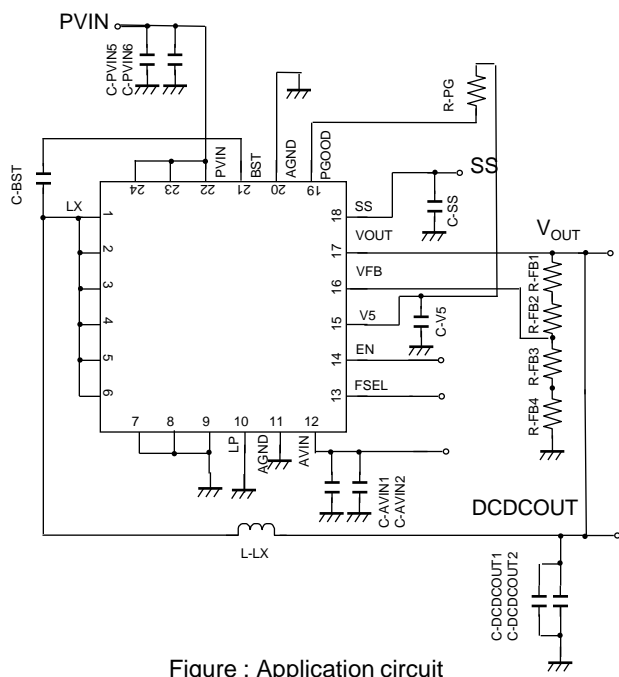 PVIN
C-PVIN5
C-PVIN6
R-PG
C-BST
PVIN
BST
AGND
PGOOD
24
23
22
21
20
19
SS
LX
1
2
3
4
5
6
SS
18
C-SS
VOUT
17
VOUT
VFB
16
V5
15
C-V5
EN
14
FSEL
13
R-FB1
R-FB2
R-FB3
R-FB4
7
8
9
10
11
12
LP
AGND
AVIN
C-AVIN1
C-AVIN2
DCDCOUT
L-LX
C-DCDCOUT1
C-DCDCOUT2
Figure : Application circuit